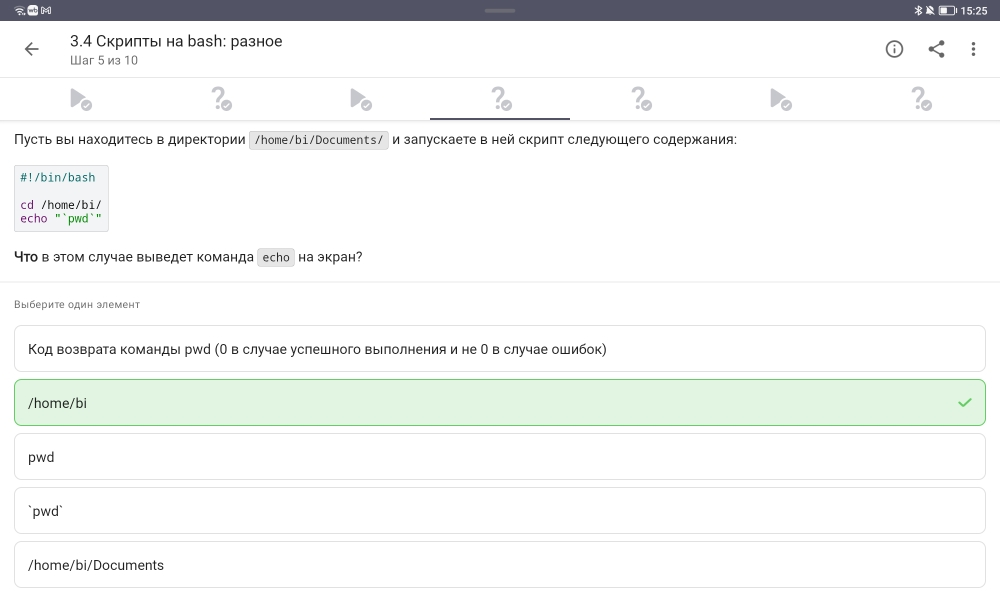 wb
15:25
3.4 Скрипты на bash: разное
Шаг 5 из 10
Пусть вы находитесь в директории /home/bi/Documents/ и запускаете в ней скрипт следующего содержания:
#!/bin/bash
cd /home/bi/
echo "`pwd`"
Что в этом случае выведет команда echo на экран?
Выберите один элемент
Код возврата команды pwd (0 в случае успешного выполнения и не 0 в случае ошибок)
/home/bi
pwd
`pwd`
/home/bi/Documents